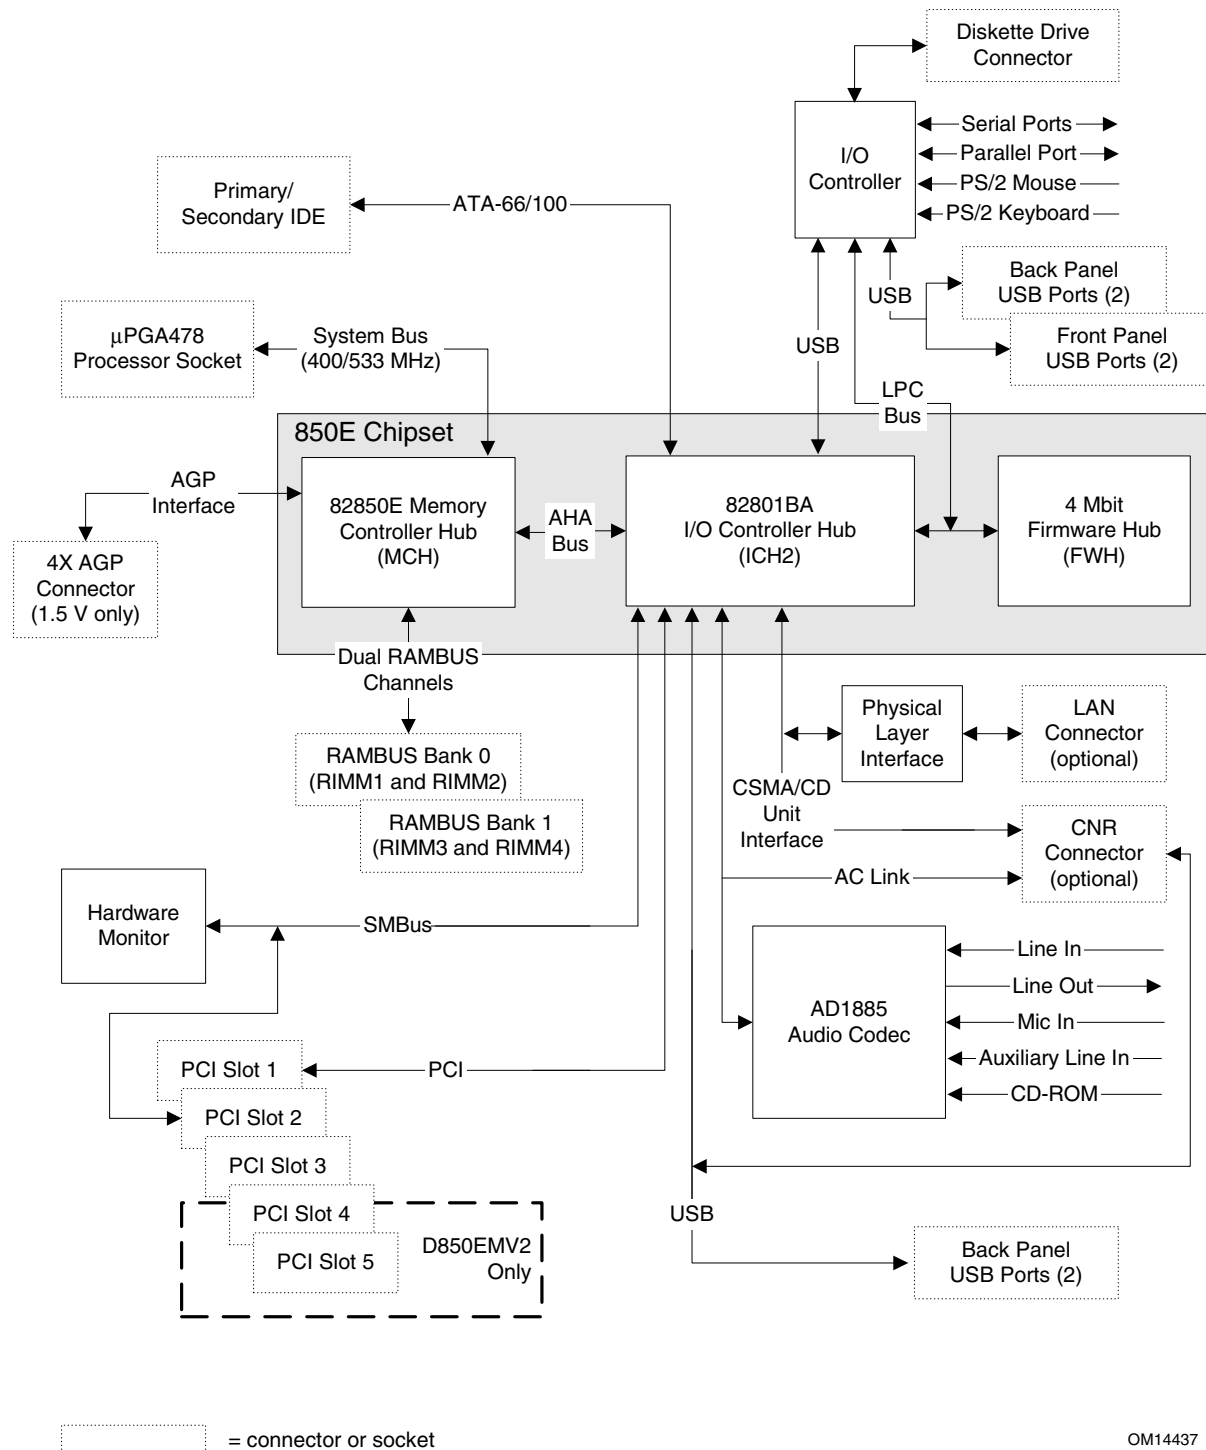 Diskette Drive
Connector
I/O
Controller
Serial Ports
Parallel Port
PS/2 Mouse
PS/2 Keyboard
Primary/
Secondary IDE
ATA-66/100
USB
Back Panel
USB Ports (2)
Front Panel
USB Ports (2)
µPGA478
Processor Socket
System Bus
(400/533 MHz)
USB
LPC
Bus
850E Chipset
AGP
Interface
82850E Memory
Controller Hub
(MCH)
AHA
Bus
82801BA
I/O Controller Hub
(ICH2)
4 Mbit
Firmware Hub
(FWH)
4X AGP
Connector
(1.5 V only)
Dual RAMBUS
Channels
RAMBUS Bank 0
(RIMM1 and RIMM2)
RAMBUS Bank 1
(RIMM3 and RIMM4)
Physical
Layer
Interface
LAN
Connector
(optional)
CSMA/CD
Unit
Interface
CNR
Connector
(optional)
AC Link
Hardware
Monitor
SMBus
AD1885
Audio Codec
Line In
Line Out
Mic In
Auxiliary Line In
CD-ROM
PCI Slot 1
PCI
PCI Slot 2
PCI Slot 3
PCI Slot 4
PCI Slot 5
D850EMV2
Only
USB
Back Panel
USB Ports (2)
= connector or socket
OM14437